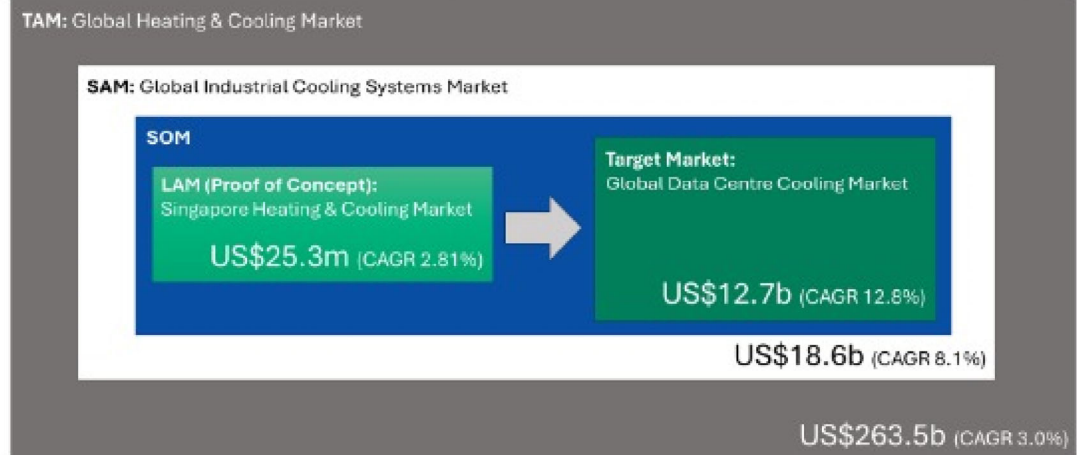 TAM: Global Heating & Cooling Market
SAM: Global Industrial Cooling Systems Market
SOM
LAM (Proof of Concept):
Singapore Heating & Cooling Market
US$25.3m (CAGR 2.81%)
Target Market:
Global Data Centre Cooling Market
US$12.7b (CAGR 12.8%)
US$18.6b (CAGR 8.1%)
US$263.5b (CAGR 3.0%)